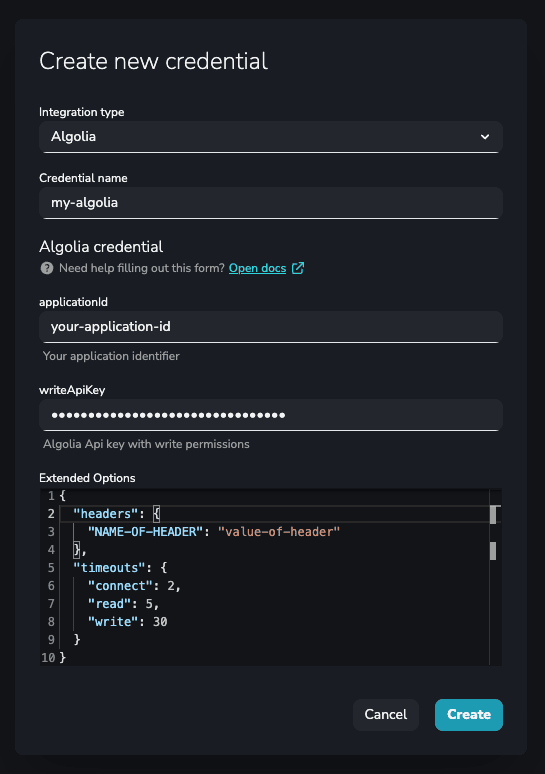 Create new credential
Integration type
Algolia
Credential name
my-algolia
Algolia credential
? Need help filling out this form? Open docs
applicationId
your-application-id
Your application identifier
writeApiKey
••••••••••••••••••••••••••••••••
Algolia Api key with write permissions
Extended Options
1 {
2 "headers": {
3 "NAME-OF-HEADER": "value-of-header"
4 },
5 "timeouts": {
6 "connect": 2,
7 "read": 5,
8 "write": 30
9 }
10 }
Cancel Create